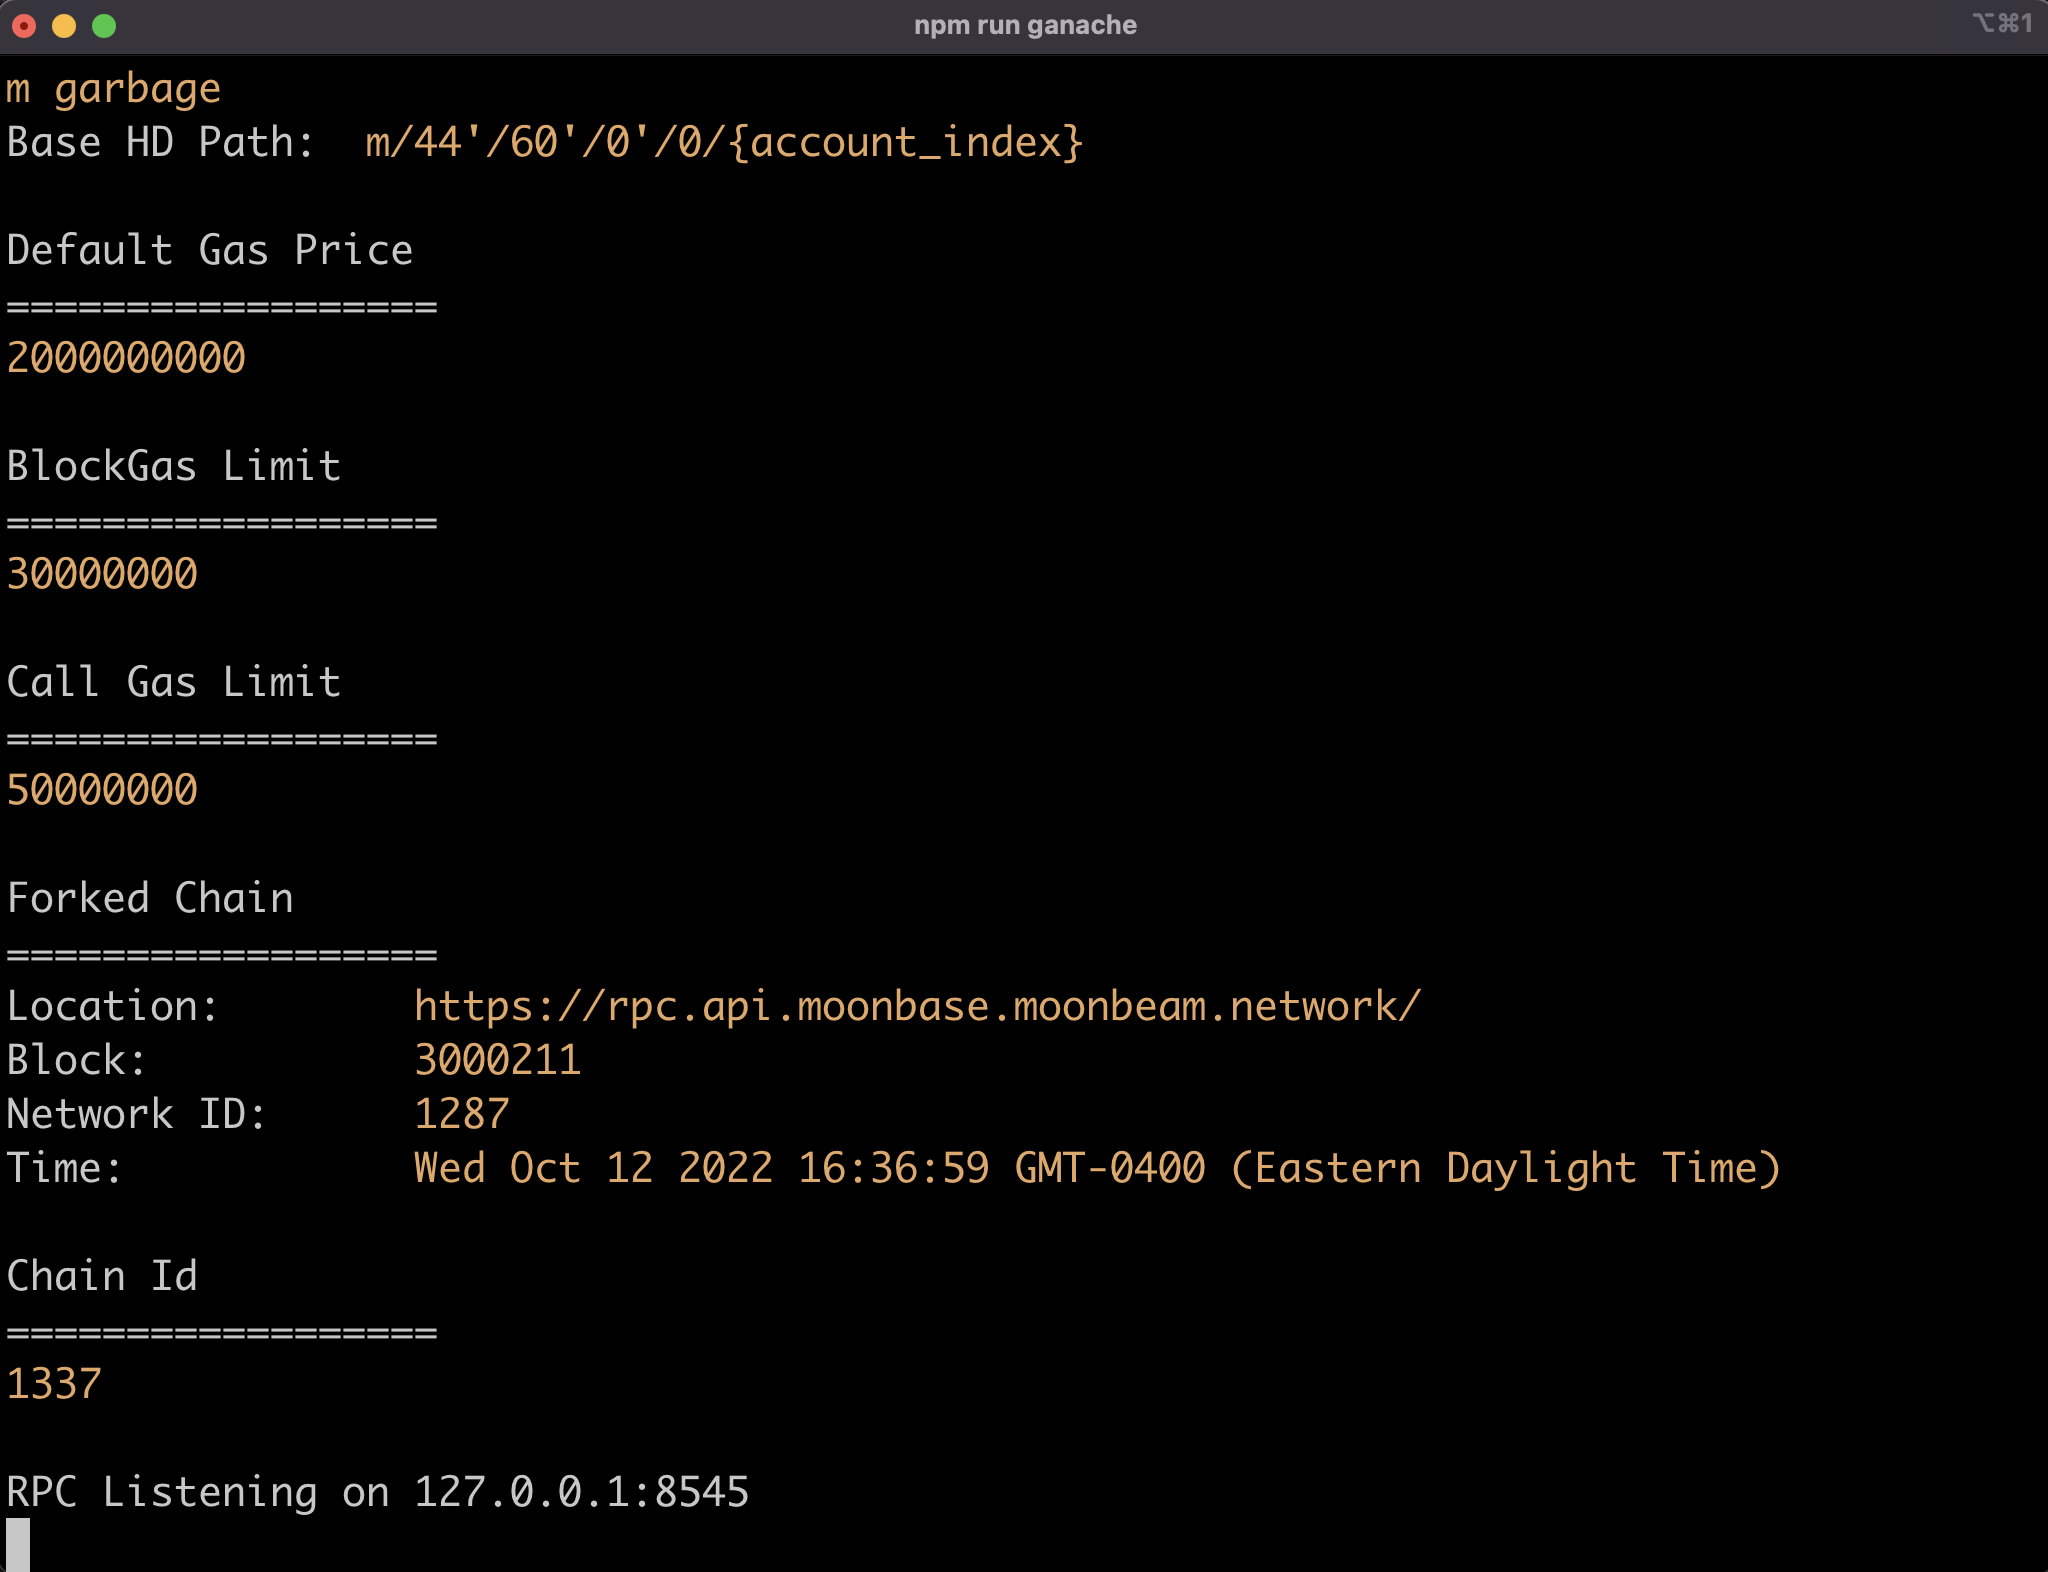 npm run ganache
⌥⌘1
m garbage
Base HD Path:  m/44'/60'/0'/0/{account_index}
Default Gas Price
==================
2000000000
BlockGas Limit
==================
30000000
Call Gas Limit
==================
50000000
Forked Chain
==================
Location:        https://rpc.api.moonbase.moonbeam.network/
Block:           3000211
Network ID:      1287
Time:            Wed Oct 12 2022 16:36:59 GMT-0400 (Eastern Daylight Time)
Chain Id
==================
1337
RPC Listening on 127.0.0.1:8545